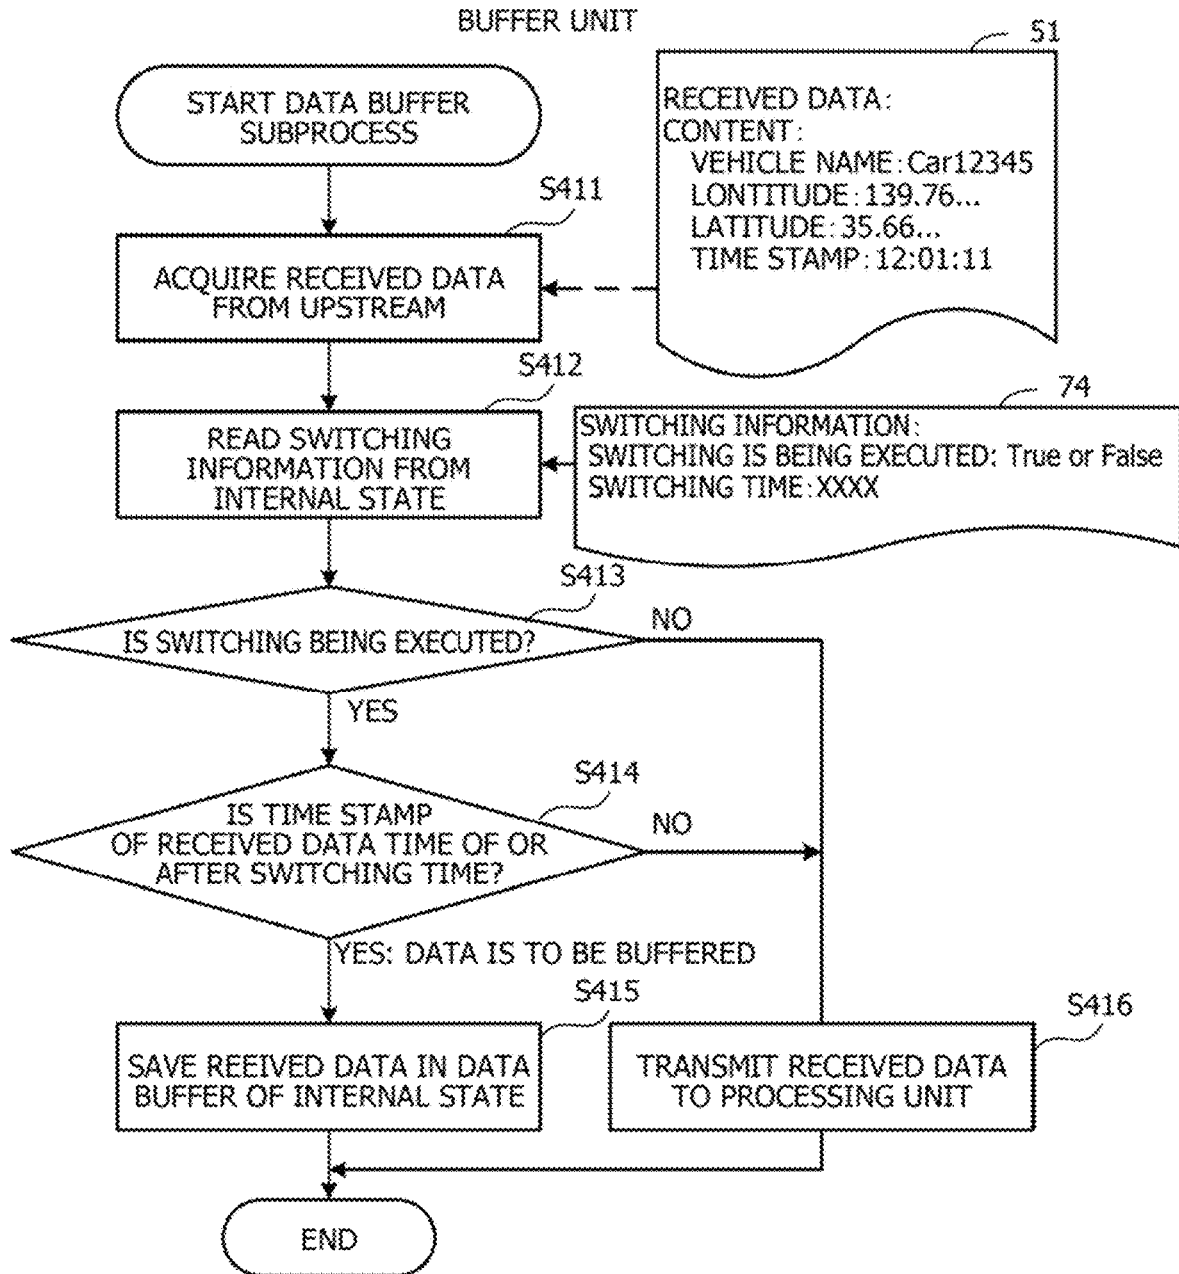 BUFFER UNIT
START DATA BUFFER
SUBPROCESS
51
RECEIVED DATA:
CONTENT:
VEHICLE NAME:Car12345
LONTITUDE:139.76...
LATITUDE:35.66...
TIME STAMP:12:01:11
S411
ACQUIRE RECEIVED DATA
FROM UPSTREAM
S412
READ SWITCHING
INFORMATION FROM
INTERNAL STATE
74
SWITCHING INFORMATION:
SWITCHING IS BEING EXECUTED: True or False
SWITCHING TIME:XXXX
S413
IS SWITCHING BEING EXECUTED?
NO
YES
S414
IS TIME STAMP
OF RECEIVED DATA TIME OF OR
AFTER SWITCHING TIME?
NO
YES: DATA IS TO BE BUFFERED
S415
SAVE REEIVED DATA IN DATA
BUFFER OF INTERNAL STATE
S416
TRANSMIT RECEIVED DATA
TO PROCESSING UNIT
END